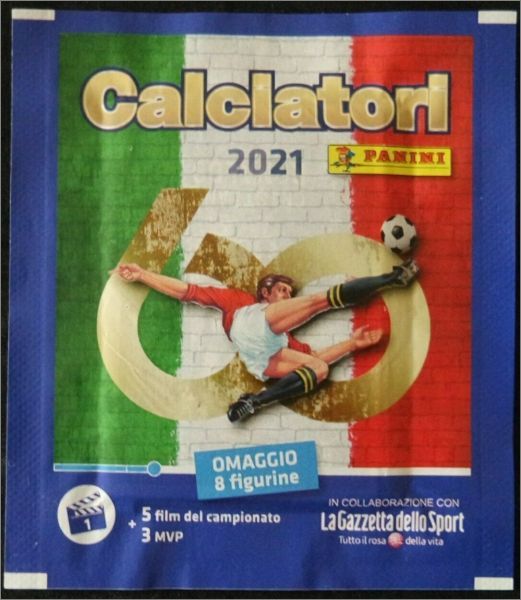 Calciatori
2021
PANINI
60
OMAGGIO
8 figurine
1
+ 5 film del campionato
3 MVP
IN COLLABORAZIONE CON
La Gazzetta dello Sport
Tutto il rosa della vita